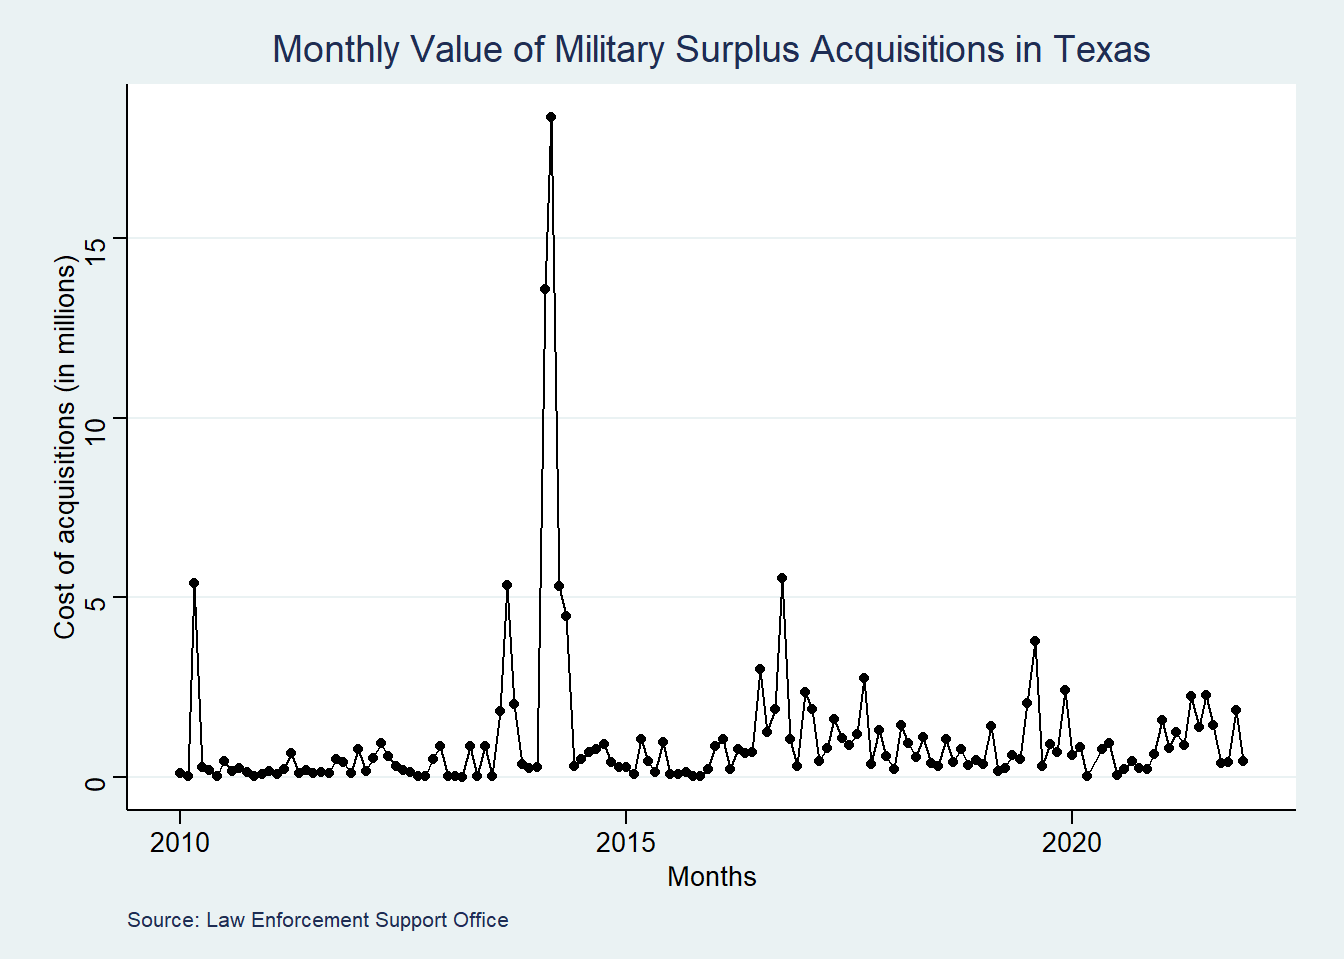 Monthly Value of Military Surplus Acquisitions in Texas
Cost of acquisitions (in millions)
15
10
5
0
2010
2015
2020
Months
Source: Law Enforcement Support Office